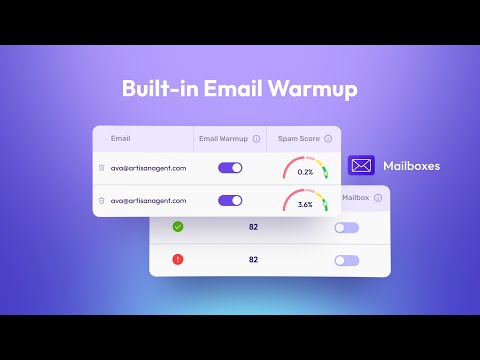 Built-in Email Warmup
Email Email Warmup Spam Score
ava@artisanagent.com 0.2%
Mailboxes
ava@artisanagent.com 3.6%
Mailbox
82
82